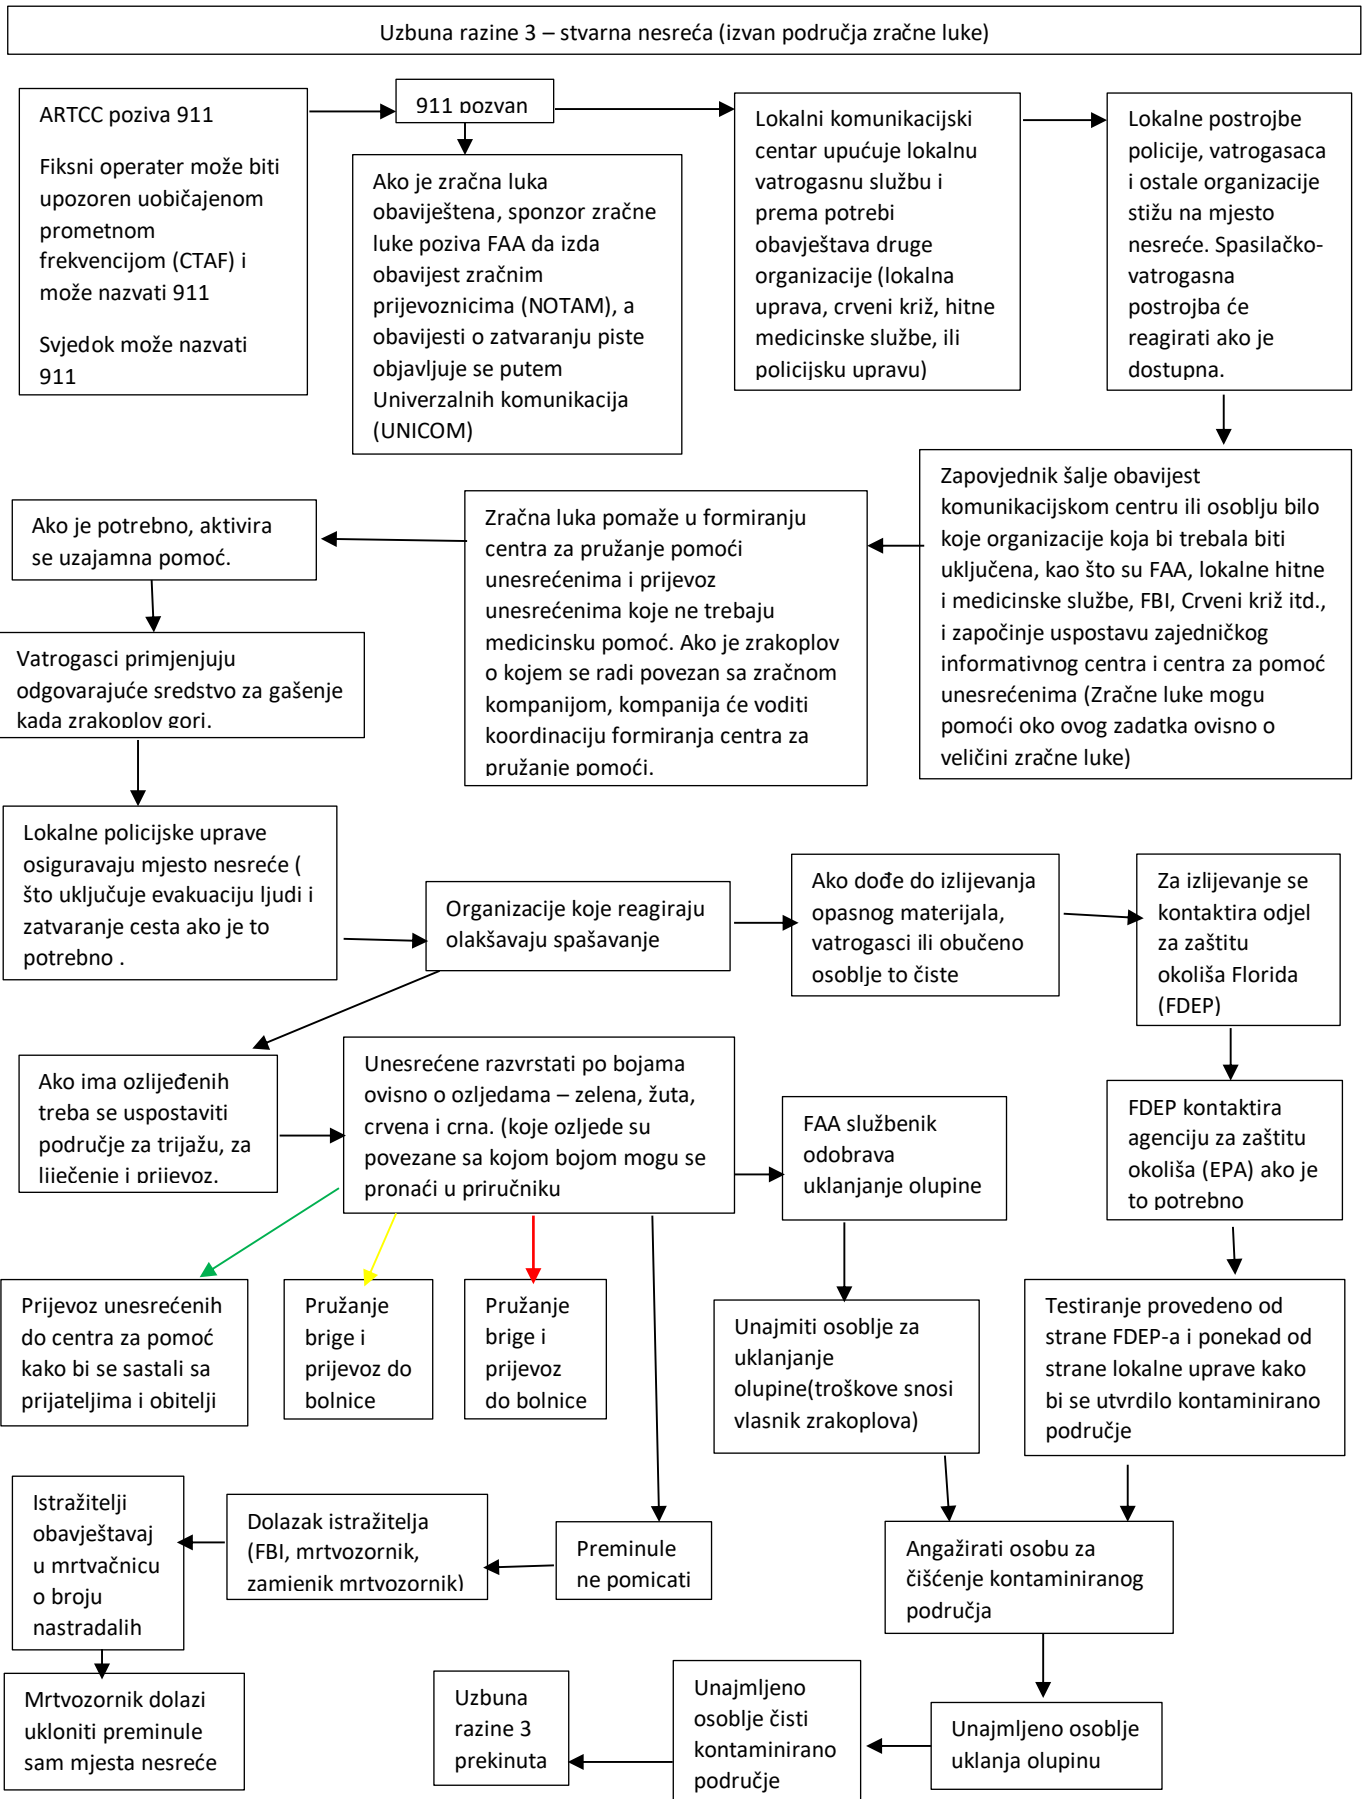 Uzbuna razine 3 – stvarna nesreća (izvan područja zračne luke)
ARTCC poziva 911
Fiksni operater može biti
upozoren uobičajenom
prometnom
frekvencijom (CTAF) i
može nazvati 911
Svjedok može nazvati
911
911 pozvan
Ako je zračna luka
obaviještena, sponzor zračne
luke poziva FAA da izda
obavijest zračnim
prijevoznicima (NOTAM), a
obavijesti o zatvaranju piste
objavljuje se putem
Univerzalnih komunikacija
(UNICOM)
Lokalni komunikacijski
centar upućuje lokalnu
vatrogasnu službu i
prema potrebi
obavještava druge
organizacije (lokalna
uprava, crveni križ, hitne
medicinske službe, ili
policijsku upravu)
Lokalne postrojbe
policije, vatrogasaca
i ostale organizacije
stižu na mjesto
nesreće. Spasilačko-
vatrogasna
postrojba će
reagirati ako je
dostupna.
Zapovjednik šalje obavijest
komunikacijskom centru ili osoblju bilo
koje organizacije koja bi trebala biti
uključena, kao što su FAA, lokalne hitne
i medicinske službe, FBI, Crveni križ itd.,
i započinje uspostavu zajedničkog
informativnog centra i centra za pomoć
unesrećenima (Zračne luke mogu
pomoći oko ovog zadatka ovisno o
veličini zračne luke)
Zračna luka pomaže u formiranju
centra za pružanje pomoći
unesrećenima i prijevoz
unesrećenima koje ne trebaju
medicinsku pomoć. Ako je zrakoplov
o kojem se radi povezan sa zračnom
kompanijom, kompanija će voditi
koordinaciju formiranja centra za
pružanje pomoći.
Ako je potrebno, aktivira
se uzajamna pomoć.
Vatrogasci primjenjuju
odgovarajuće sredstvo za gašenje
kada zrakoplov gori.
Lokalne policijske uprave
osiguravaju mjesto nesreće (
što uključuje evakuaciju ljudi i
zatvaranje cesta ako je to
potrebno .
Organizacije koje reagiraju
olakšavaju spašavanje
Ako dođe do izlijevanja
opasnog materijala,
vatrogasci ili obučeno
osoblje to čiste
Za izlijevanje se
kontaktira odjel
za zaštitu
okoliša Florida
(FDEP)
Ako ima ozlijeđenih
treba se uspostaviti
područje za trijažu, za
liječenje i prijevoz.
Unesrećene razvrstati po bojama
ovisno o ozljedama – zelena, žuta,
crvena i crna. (koje ozljede su
povezane sa kojom bojom mogu se
pronaći u priručniku
FAA službenik
odobrava
uklanjanje olupine
FDEP kontaktira
agenciju za zaštitu
okoliša (EPA) ako je
to potrebno
Prijevoz unesrećenih
do centra za pomoć
kako bi se sastali sa
prijateljima i obitelji
Pružanje
brige i
prijevoz do
bolnice
Pružanje
brige i
prijevoz
do bolnice
Unajmiti osoblje za
uklanjanje
olupine(troškove snosi
vlasnik zrakoplova)
Testiranje provedeno od
strane FDEP-a i ponekad od
strane lokalne uprave kako
bi se utvrdilo kontaminirano
područje
Istražitelji
obavještavaj
u mrtvačnicu
o broju
nastradalih
Dolazak istražitelja
(FBI, mrtvozornik,
zamjenik mrtvozornik)
Preminule
ne pomicati
Angažirati osobu za
čišćenje kontaminiranog
područja
Mrtvozornik dolazi
ukloniti preminule
sam mjesta nesreće
Uzbuna
razine 3
prekinuta
Unajmljeno
osoblje čisti
kontaminirano
područje
Unajmljeno osoblje
uklanja olupinu